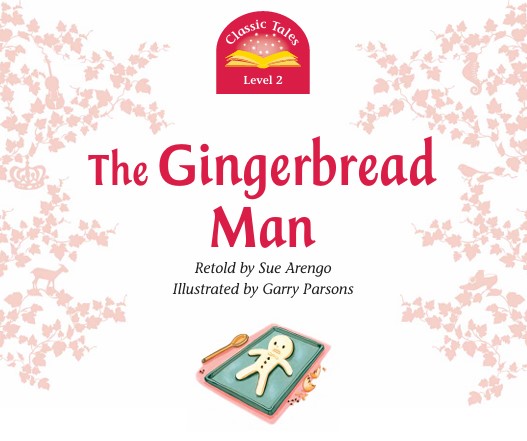 Classic Tales
Level 2
The Gingerbread
Man
Retold by Sue Arengo
Illustrated by Garry Parsons